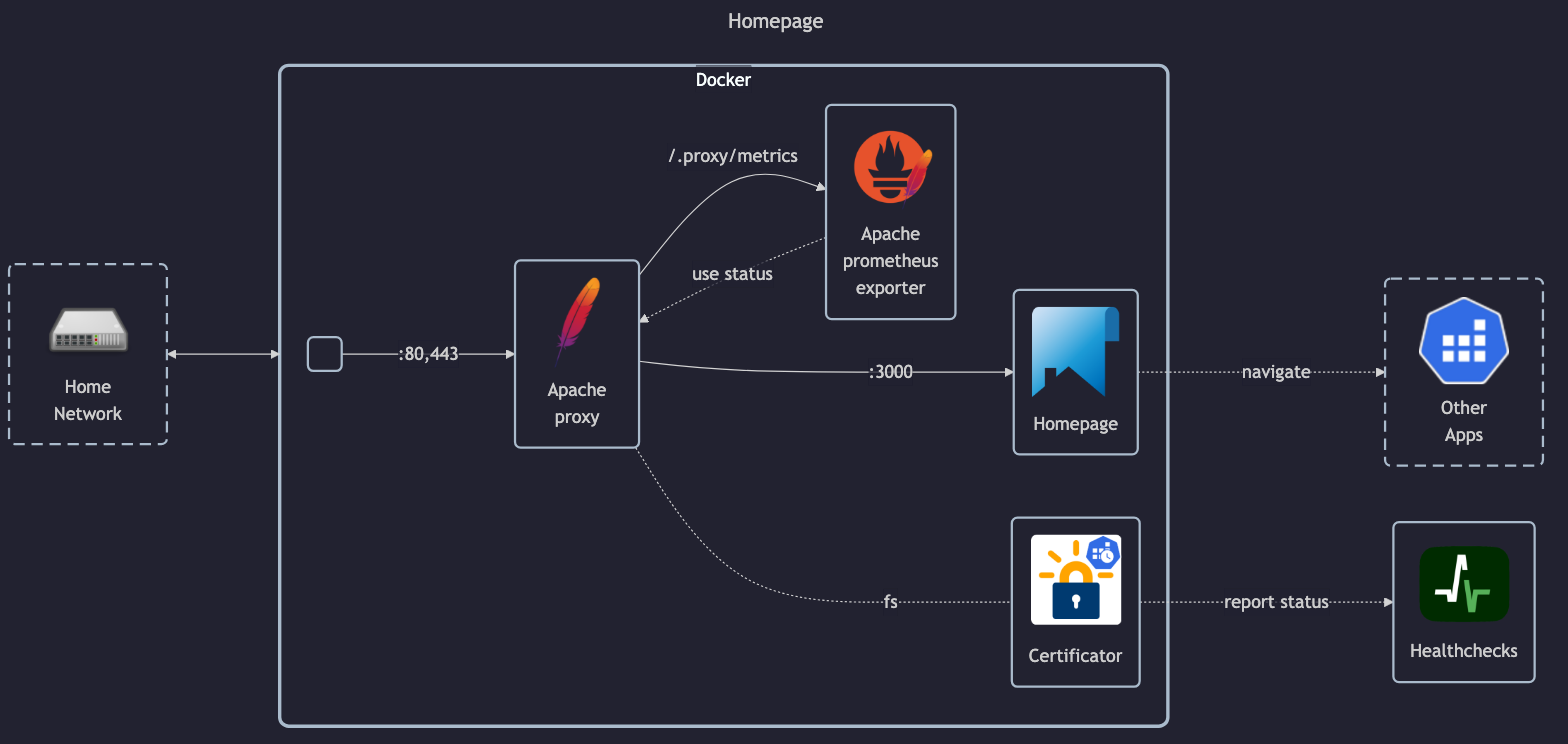 Homepage
Docker
/.proxy/metrics
Apache
prometheus
exporter
use status
Home
Network
:80,443
Apache
proxy
:3000
Homepage
navigate
Other
Apps
fs
Certificator
report status
Healthchecks